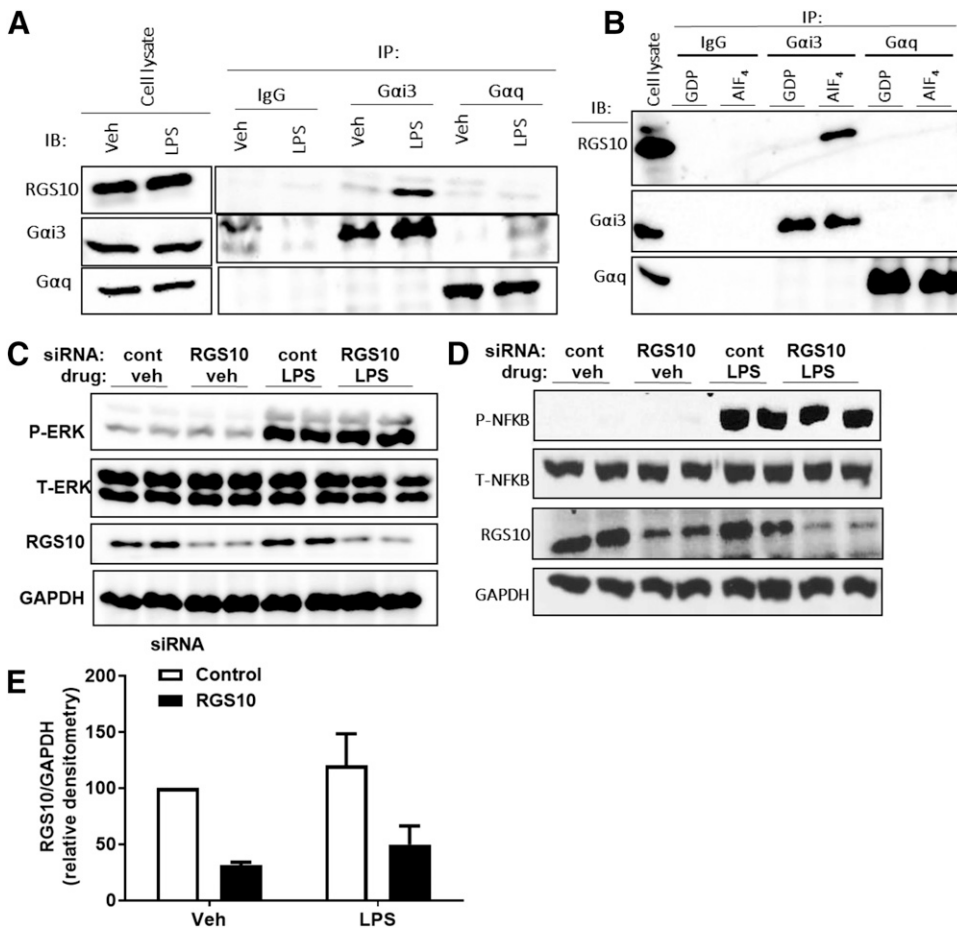 A
Cell lysate
IP:
IgG
Gαi3
Gαq
IB:
Veh
LPS
Veh
LPS
Veh
LPS
Veh
LPS
RGS10
Gαi3
Gαq
B
IP:
Cell lysate
IgG
Gαi3
Gαq
GDP
AlF4
GDP
AlF4
GDP
AlF4
IB:
RGS10
Gαi3
Gαq
C
siRNA: cont RGS10 cont RGS10
drug: veh veh LPS LPS
P-ERK
T-ERK
RGS10
GAPDH
D
siRNA: cont RGS10 cont RGS10
drug: veh veh LPS LPS
P-NFKB
T-NFKB
RGS10
GAPDH
E
siRNA
Control
RGS10
RGS10/GAPDH
(relative densitometry)
200
150
100
50
0
Veh LPS